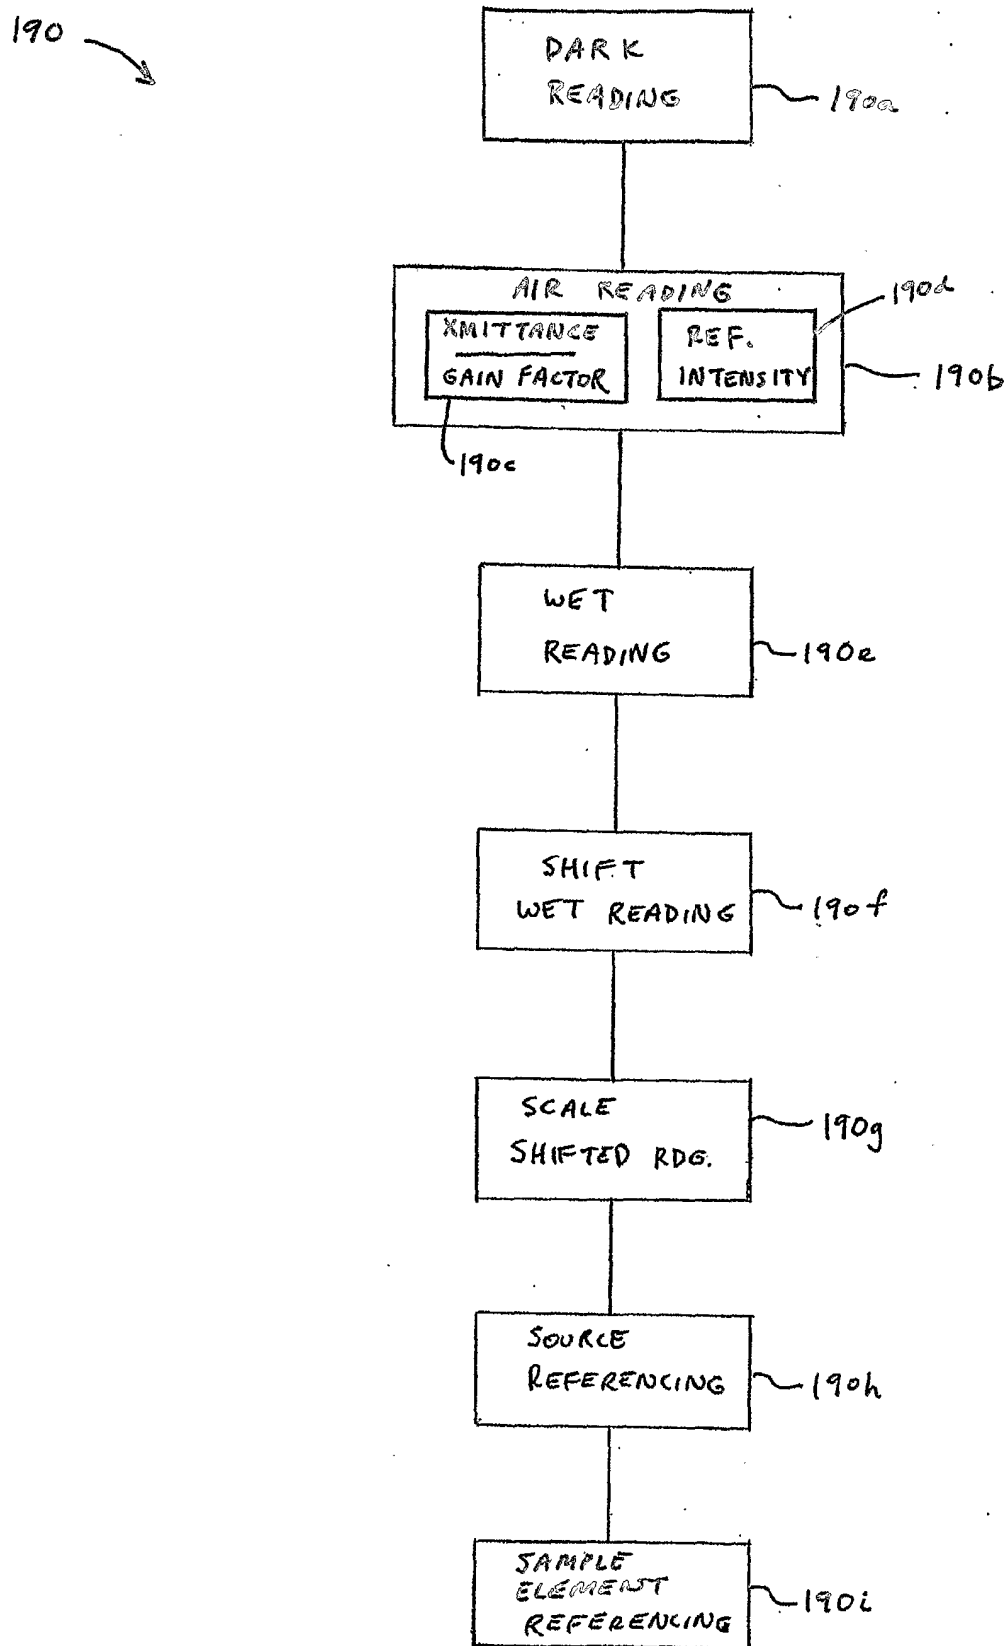 190
DARK
READING
190a
AIR READING
190d
XMITTANCE
GAIN FACTOR
REF.
INTENSITY
190b
190c
WET
READING
190e
SHIFT
WET READING
190f
SCALE
SHIFTED RDG.
190g
SOURCE
REFERENCING
190h
SAMPLE
ELEMENT
REFERENCING
190i